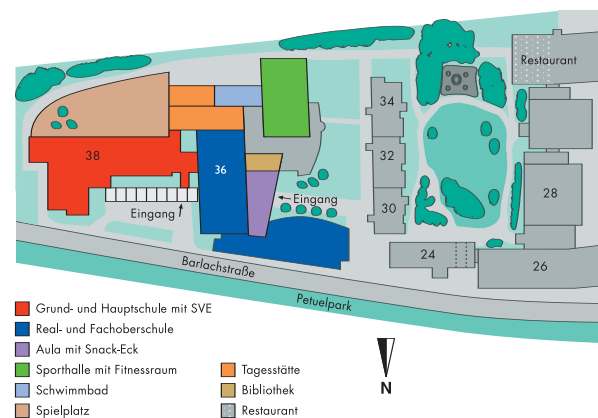 Restaurant
34
38
32
36
28
Eingang
Eingang
30
24
26
Barlachstraße
Petuelpark
Grund- und Hauptschule mit SVE
Real- und Fachoberschule
Aula mit Snack-Eck
Sporthalle mit Fitnessraum
Schwimmbad
Spielplatz
Tagesstätte
Bibliothek
Restaurant
N